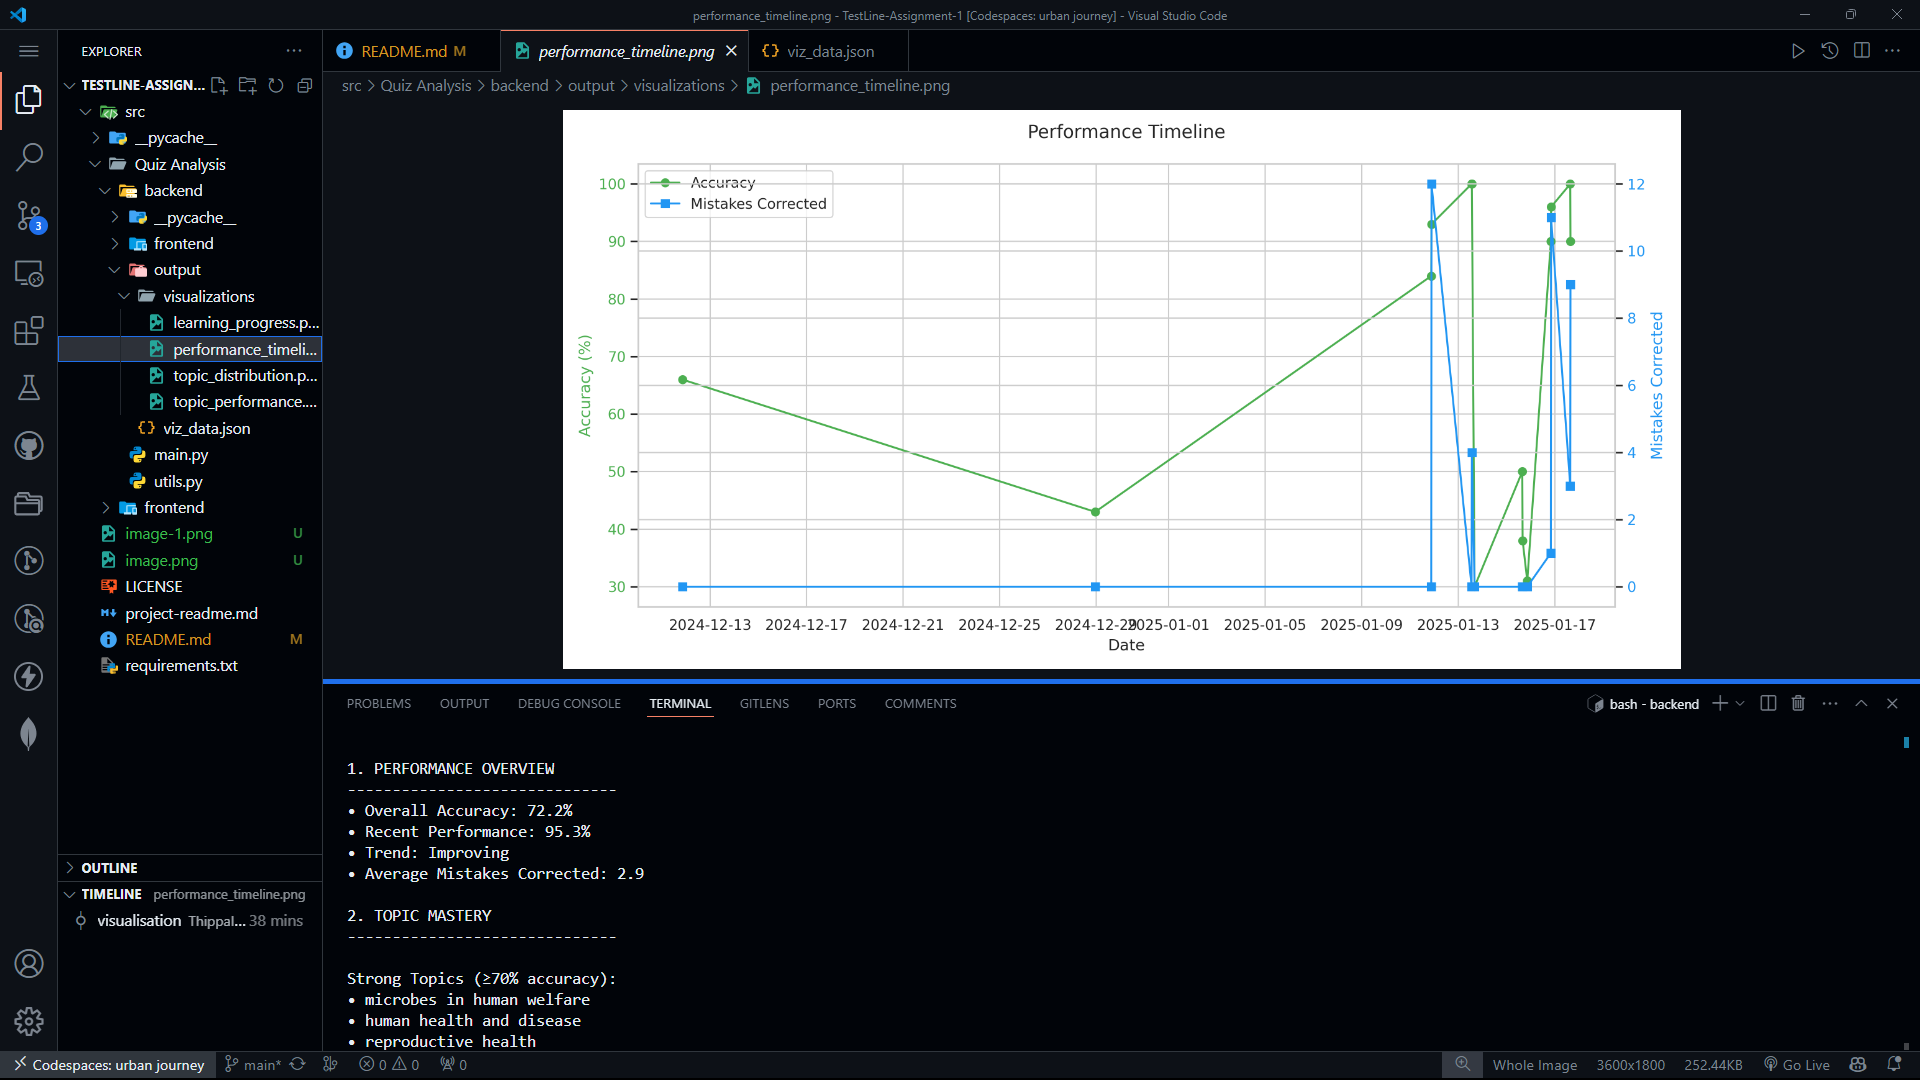 performance_timeline.png - TestLine-Assignment-1 [Codespaces: urban journey] - Visual Studio Code
EXPLORER
README.md M
performance_timeline.png
viz_data.json
TESTLINE-ASSIGN...
src > Quiz Analysis > backend > output > visualizations > performance_timeline.png
src
__pycache__
Quiz Analysis
backend
__pycache__
frontend
output
visualizations
learning_progress.p...
performance_timeli...
topic_distribution.p...
topic_performance....
viz_data.json
main.py
utils.py
frontend
image-1.png U
image.png U
LICENSE
project-readme.md
README.md M
requirements.txt
3
OUTLINE
TIMELINE performance_timeline.png
visualisation Thippal... 38 mins
Performance Timeline
Accuracy
Mistakes Corrected
Accuracy (%)
100
90
80
70
60
50
40
30
Mistakes Corrected
12
10
8
6
4
2
0
2024-12-13 2024-12-17 2024-12-21 2024-12-25 2024-12-29 2025-01-01 2025-01-05 2025-01-09 2025-01-13 2025-01-17
Date
PROBLEMS OUTPUT DEBUG CONSOLE TERMINAL GITLENS PORTS COMMENTS
bash - backend
1. PERFORMANCE OVERVIEW
------------------------------
• Overall Accuracy: 72.2%
• Recent Performance: 95.3%
• Trend: Improving
• Average Mistakes Corrected: 2.9
2. TOPIC MASTERY
------------------------------
Strong Topics (≥70% accuracy):
• microbes in human welfare
• human health and disease
• reproductive health
Codespaces: urban journey main* 0 0 0 Whole Image 3600x1800 252.44KB Go Live